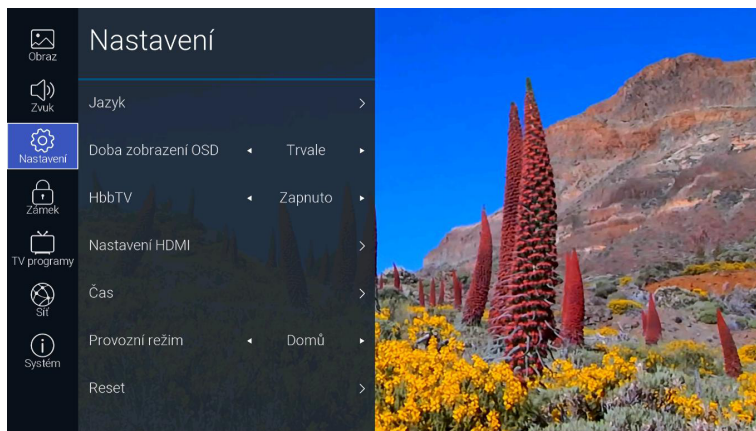 Obraz
Zvuk
Nastavení
Zámek
TV programy
Síť
Systém
Nastavení
Jazyk
Doba zobrazení OSD Trvale
HbbTV Zapnuto
Nastavení HDMI
Čas
Provozní režim Domů
Reset